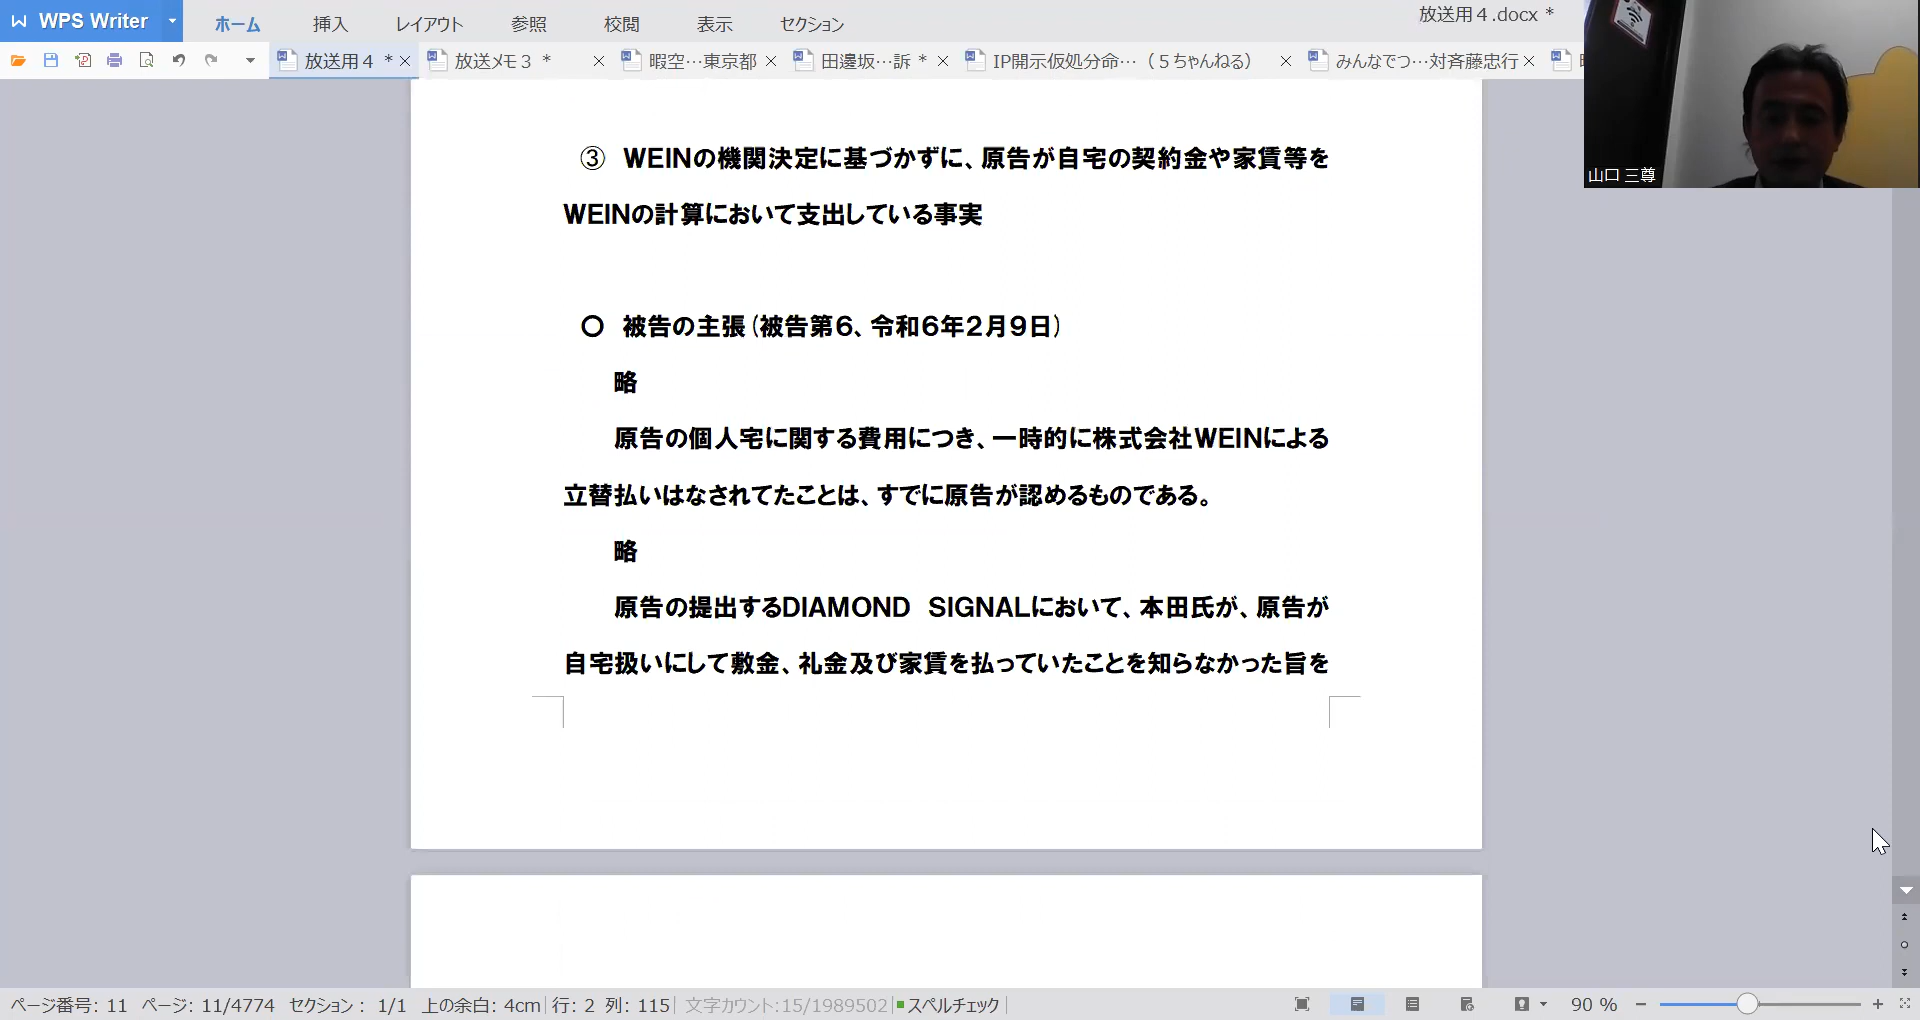 WPS Writer ホーム 挿入 レイアウト 参照 校閲 表示 セクション 放送用４.docx *
放送用４ * 放送メモ３ * 暇空…東京都 田邊坂…訴 * IP開示仮処分命…（５ちゃんねる） みんなでつ…対斉藤忠行
山口 三尊
③ WEINの機関決定に基づかずに、原告が自宅の契約金や家賃等を
WEINの計算において支出している事実
〇 被告の主張（被告第６、令和６年２月９日）
略
原告の個人宅に関する費用につき、一時的に株式会社WEINによる
立替払いはなされてたことは、すでに原告が認めるものである。
略
原告の提出するDIAMOND SIGNALにおいて、本田氏が、原告が
自宅扱いにして敷金、礼金及び家賃を払っていたことを知らなかった旨を
ページ番号: 11 ページ: 11/4774 セクション： 1/1 上の余白: 4cm 行: 2 列: 115 文字カウント:15/1989502 スペルチェック 90 %